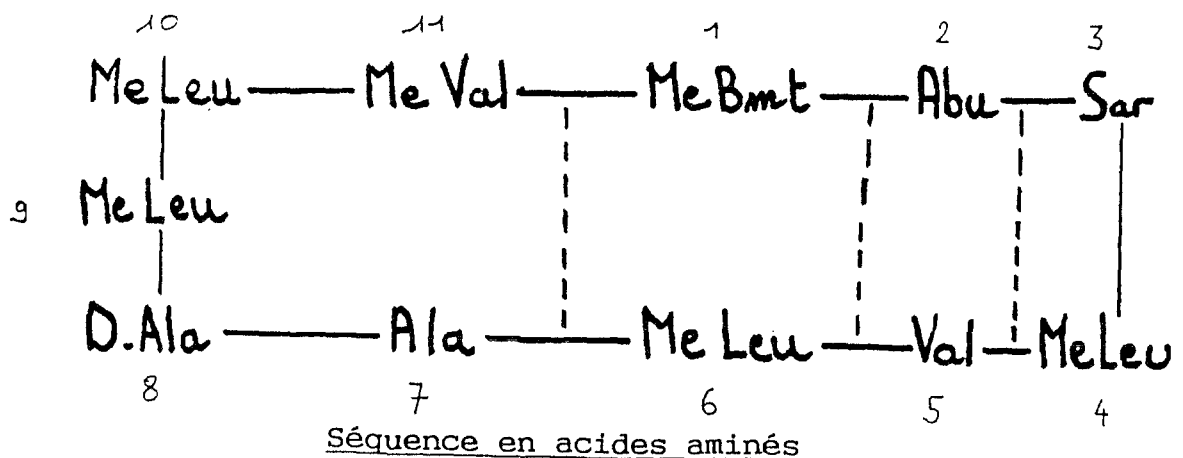 10 11 1 2 3
MeLeu MeVal MeBmt Abu Sar
9 MeLeu
D.Ala Ala MeLeu Val MeLeu
8 7 6 5 4
Séquence en acides aminés